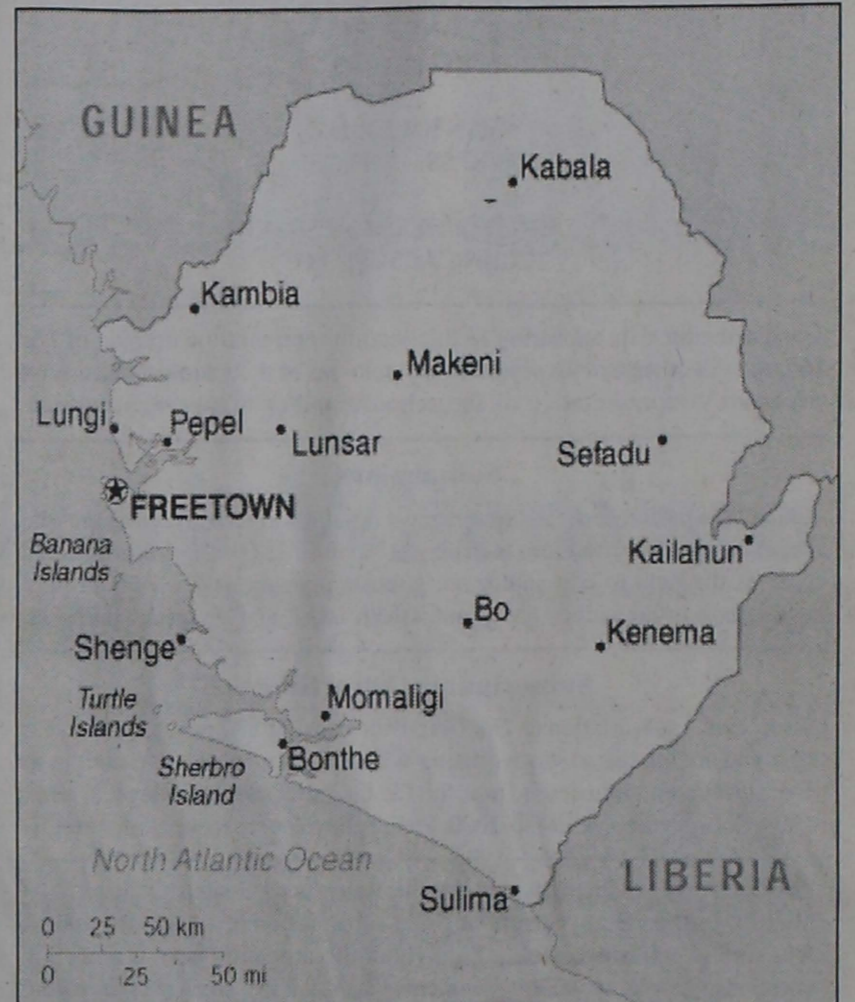 GUINEA
Kabala
Kambia
Makeni
Lungi
Pepel
Lunsar
Sefadu
FREETOWN
Banana
Islands
Kailahun
Bo
Kenema
Shenge
Turtle
Islands
Momaligi
Bonthe
Sherbro
Island
North Atlantic Ocean
LIBERIA
Sulima
0 25 50 km
0 25 50 mi